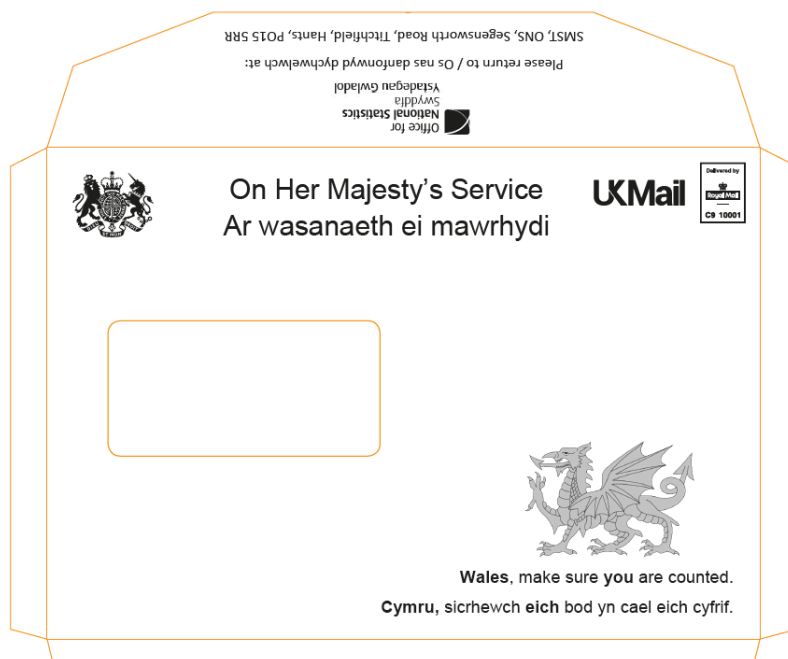 SMST, ONS, Segensworth Road, Titchfield, Hants, PO15 5RR
Please return to / Os nas danfonwyd dychwelwch at:
Office for
National Statistics
Swyddfa
Ystadegau Gwladol
On Her Majesty's Service
Ar wasanaeth ei mawrhydi
UKMail
Delivered by
Royal Mail
C9 10001
Wales, make sure you are counted.
Cymru, sicrhewch eich bod yn cael eich cyfrif.